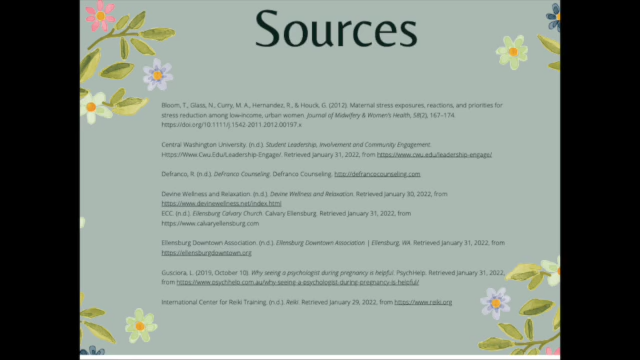 Sources
Bloom, T., Glass, N., Curry, M. A., Hernandez, R., & Houck, G. (2012). Maternal stress exposures, reactions, and priorities for
stress reduction among low-income, urban women. Journal of Midwifery & Women's Health, 58(2), 167–174.
https://doi.org/10.1111/j.1542-2011.2012.00197.x
Central Washington University. (n.d.). Student Leadership, Involvement and Community Engagement.
Https://Www.Cwu.Edu/Leadership-Engage/. Retrieved January 31, 2022, from https://www.cwu.edu/leadership-engage/
Defranco, R. (n.d.). Defranco Counseling. Defranco Counseling. http://defrancocounseling.com
Devine Wellness and Relaxation. (n.d.). Devine Wellness and Relaxation. Retrieved January 30, 2022, from
https://www.devinewellness.net/index.html
ECC. (n.d.). Ellensburg Calvary Church. Calvary Ellensburg. Retrieved January 31, 2022, from
https://www.calvaryellensburg.com
Ellensburg Downtown Association. (n.d.). Ellensburg Downtown Association | Ellensburg, WA. Retrieved January 31, 2022, from
https://ellensburgdowntown.org
L. (2015, October 10). Why seeing a psychologist during pregnancy is helpful. PsychHelp. Retrieved January 31, 2022,
from https://www.psychhelp.com.au/why-seeing-a-psychologist-during-pregnancy-is-helpful/
International Center for Reiki Training. (n.d.). Reiki. Retrieved January 29, 2022, from https://www.reiki.org